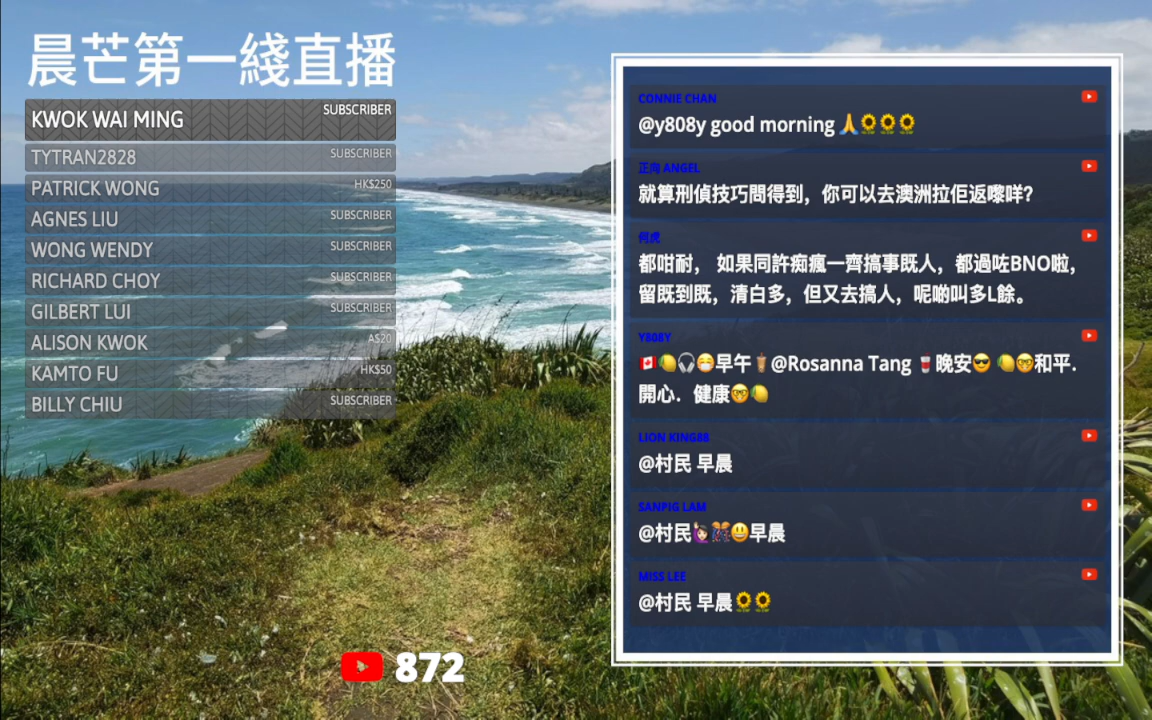 晨芒第一綫直播
KWOK WAI MING SUBSCRIBER
TYTRAN2828 SUBSCRIBER
PATRICK WONG HK$250
AGNES LIU SUBSCRIBER
WONG WENDY SUBSCRIBER
RICHARD CHOY SUBSCRIBER
GILBERT LUI SUBSCRIBER
ALISON KWOK A$20
KAMTO FU HK$50
BILLY CHIU SUBSCRIBER
CONNIE CHAN
@y808y good morning 🙏🌻🌻🌻
正向 ANGEL
就算刑偵技巧問得到，你可以去澳洲拉佢返嚟咩?
何虎
都咁耐， 如果同許痴瘋一齊搞事既人，都過咗BNO啦，
留既到既，清白多，但又去搞人，呢啲叫多L餘。
Y808Y
🇨🇦🍋🎧😷早午🧋@Rosanna Tang 🥤晚安😎 🍋🤓和平．
開心．健康🤓🍋
LION KING88
@村民 早晨
SANPIG LAM
@村民🙋🏻‍♀️👯😃早晨
MISS LEE
@村民 早晨🌻🌻
872